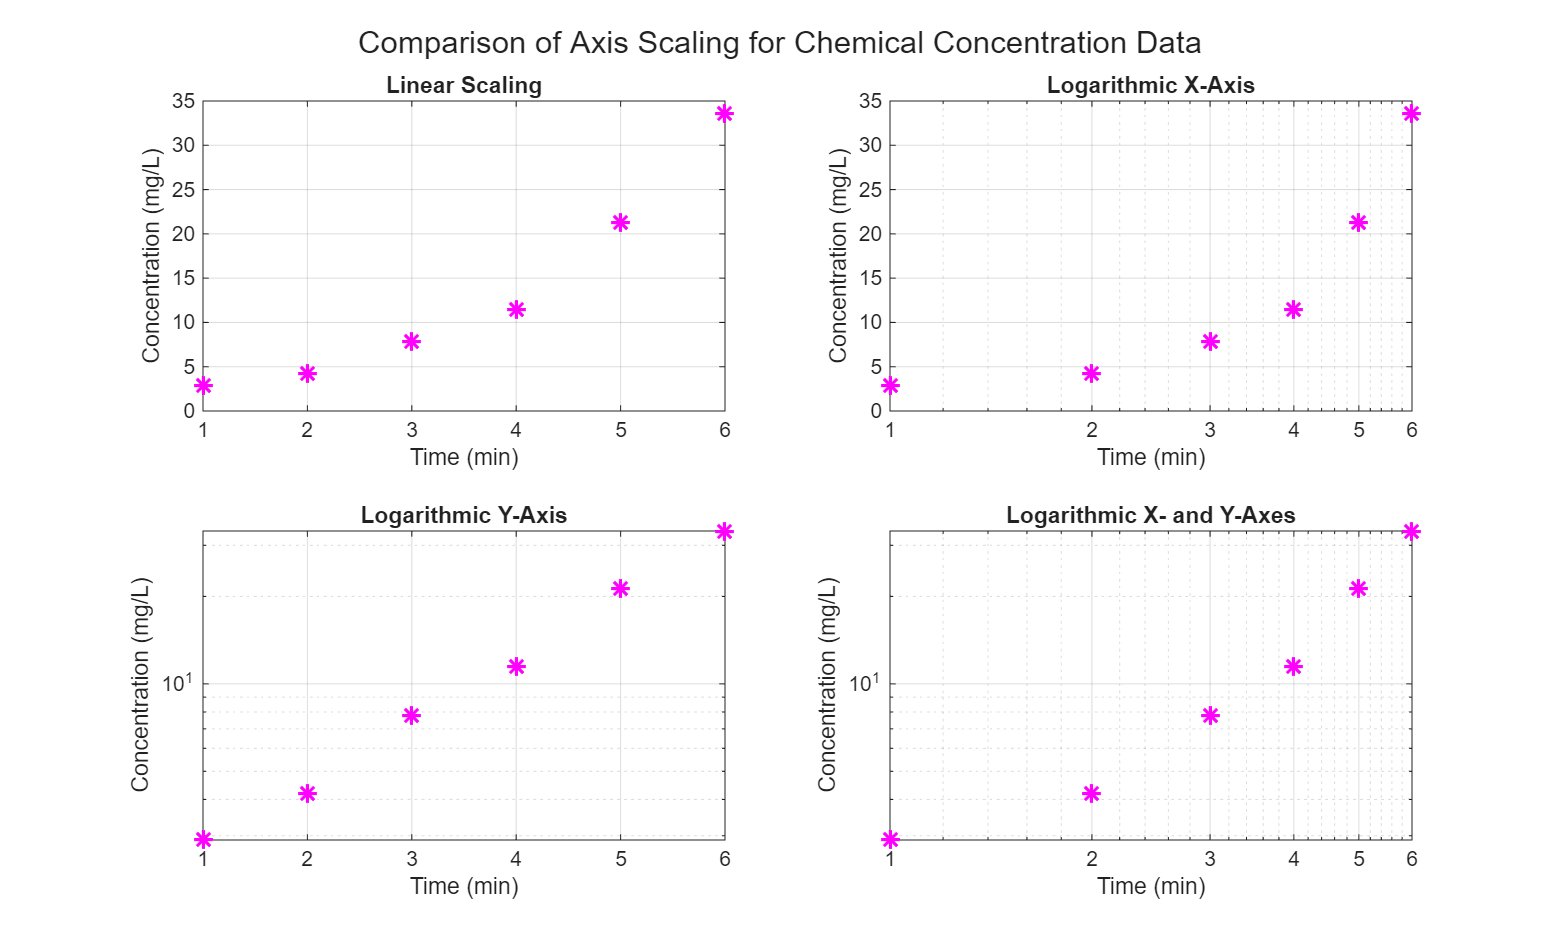 Comparison of Axis Scaling for Chemical Concentration Data
Linear Scaling
Concentration (mg/L)
35
30
25
20
15
10
5
0
1 2 3 4 5 6
Time (min)
Logarithmic X-Axis
Concentration (mg/L)
35
30
25
20
15
10
5
0
1 2 3 4 5 6
Time (min)
Logarithmic Y-Axis
Concentration (mg/L)
10¹
1 2 3 4 5 6
Time (min)
Logarithmic X- and Y-Axes
Concentration (mg/L)
10¹
1 2 3 4 5 6
Time (min)